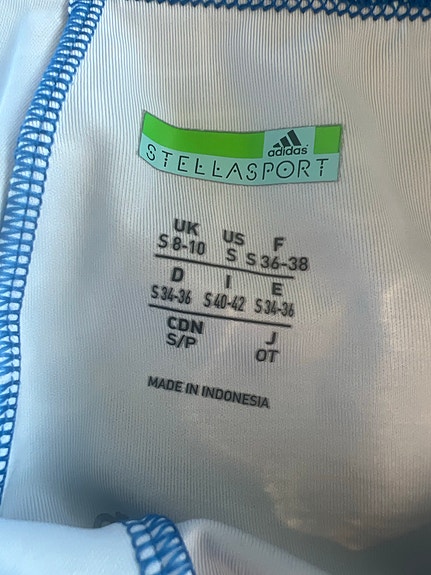 adidas
STELLASPORT
UK US F
S 8-10 S S 36-38
D I E
S 34-36 S 40-42 S 34-36
CDN J
S/P OT
MADE IN INDONESIA